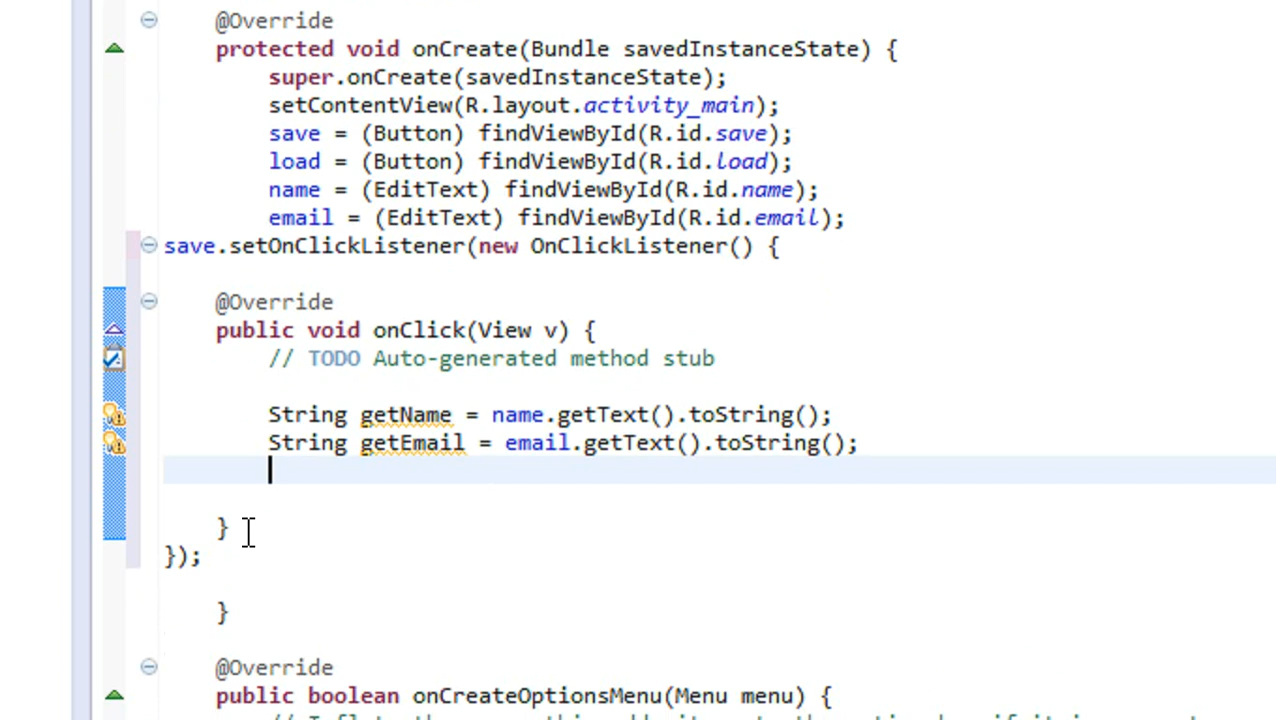 @Override
protected void onCreate(Bundle savedInstanceState) {
super.onCreate(savedInstanceState);
setContentView(R.layout.activity_main);
save = (Button) findViewById(R.id.save);
load = (Button) findViewById(R.id.load);
name = (EditText) findViewById(R.id.name);
email = (EditText) findViewById(R.id.email);
save.setOnClickListener(new OnClickListener() {
@Override
public void onClick(View v) {
// TODO Auto-generated method stub
String getName = name.getText().toString();
String getEmail = email.getText().toString();
}
});
}
@Override
public boolean onCreateOptionsMenu(Menu menu) {